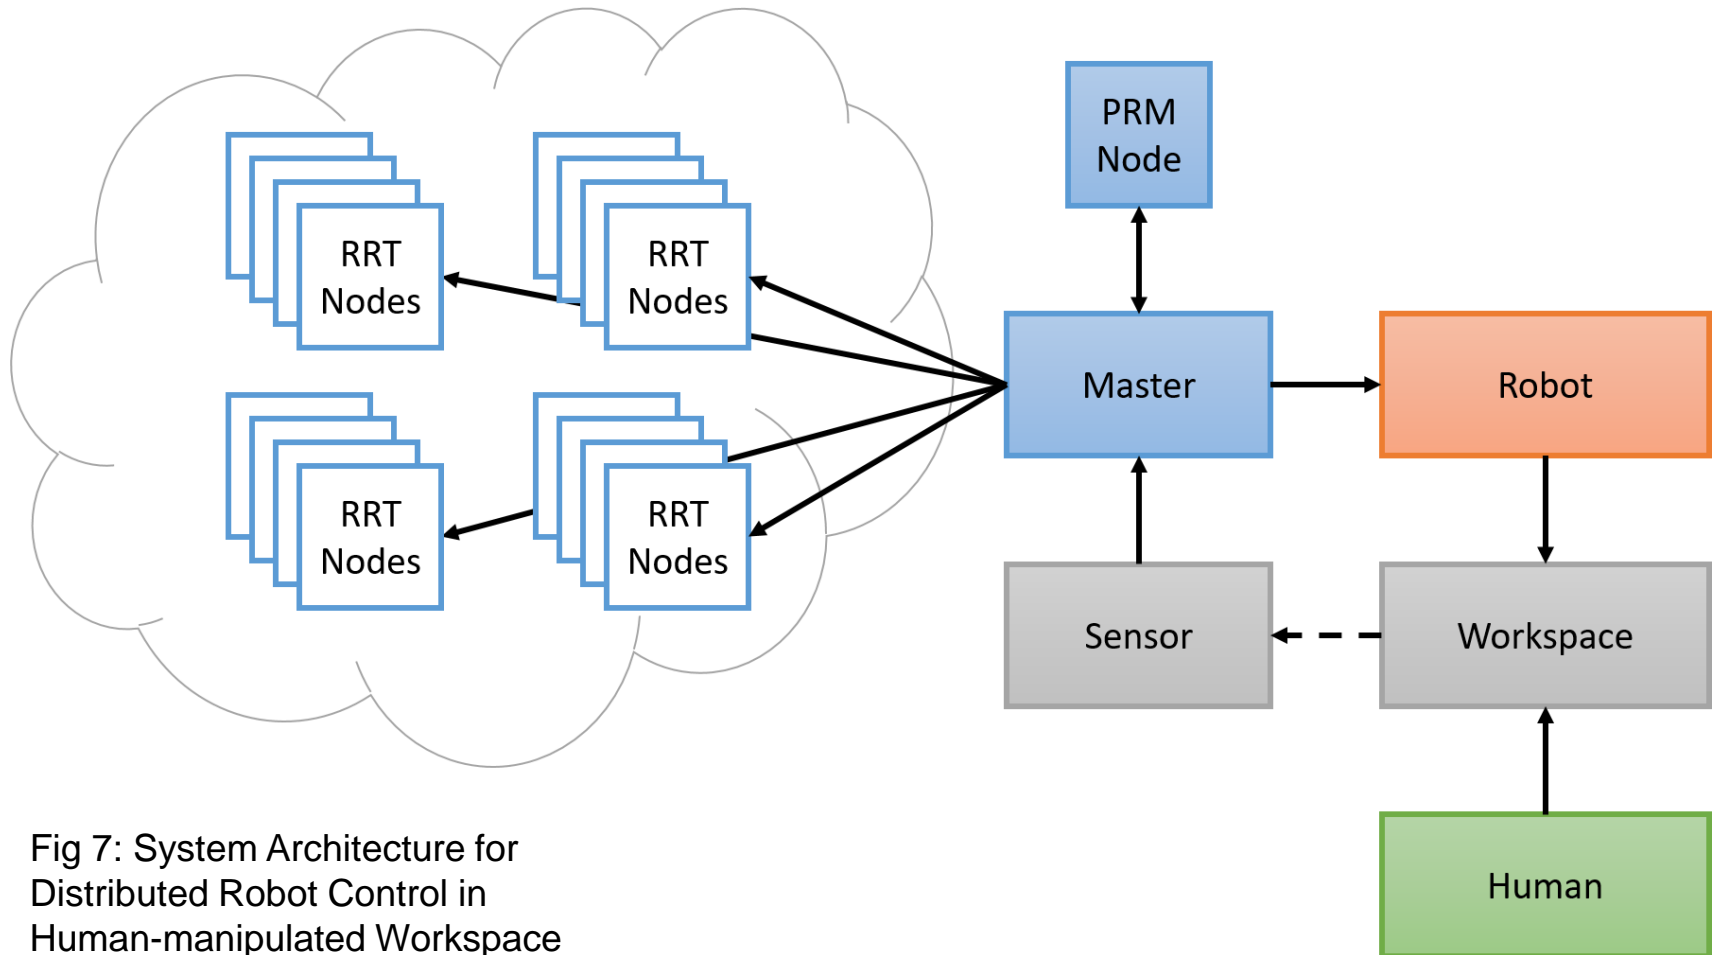 PRM
Node
RRT
Nodes
RRT
Nodes
Master
Robot
RRT
Nodes
RRT
Nodes
Sensor
Workspace
Human
Fig 7: System Architecture for
Distributed Robot Control in
Human-manipulated Workspace